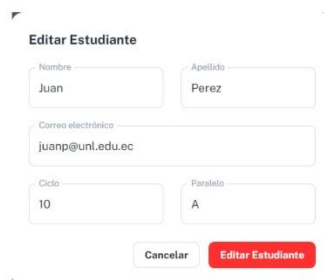 Editar Estudiante
Nombre Apellido
Juan Perez
Correo electrónico
juanp@unl.edu.ec
Ciclo Paralelo
10 A
Cancelar Editar Estudiante